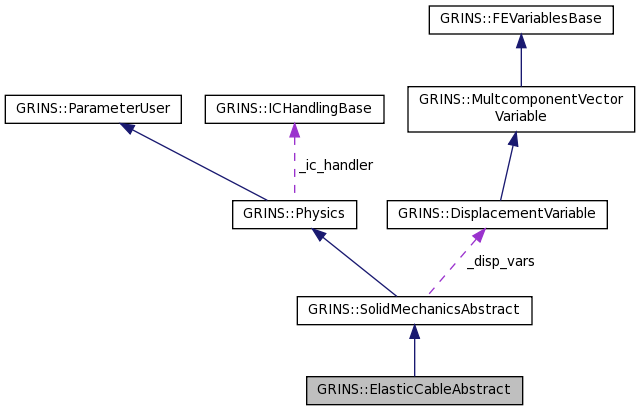 GRINS::FEVariablesBase
GRINS::ParameterUser
GRINS::ICHandlingBase
GRINS::MultcomponentVector
Variable
_ic_handler
GRINS::Physics
GRINS::DisplacementVariable
_disp_vars
GRINS::SolidMechanicsAbstract
GRINS::ElasticCableAbstract